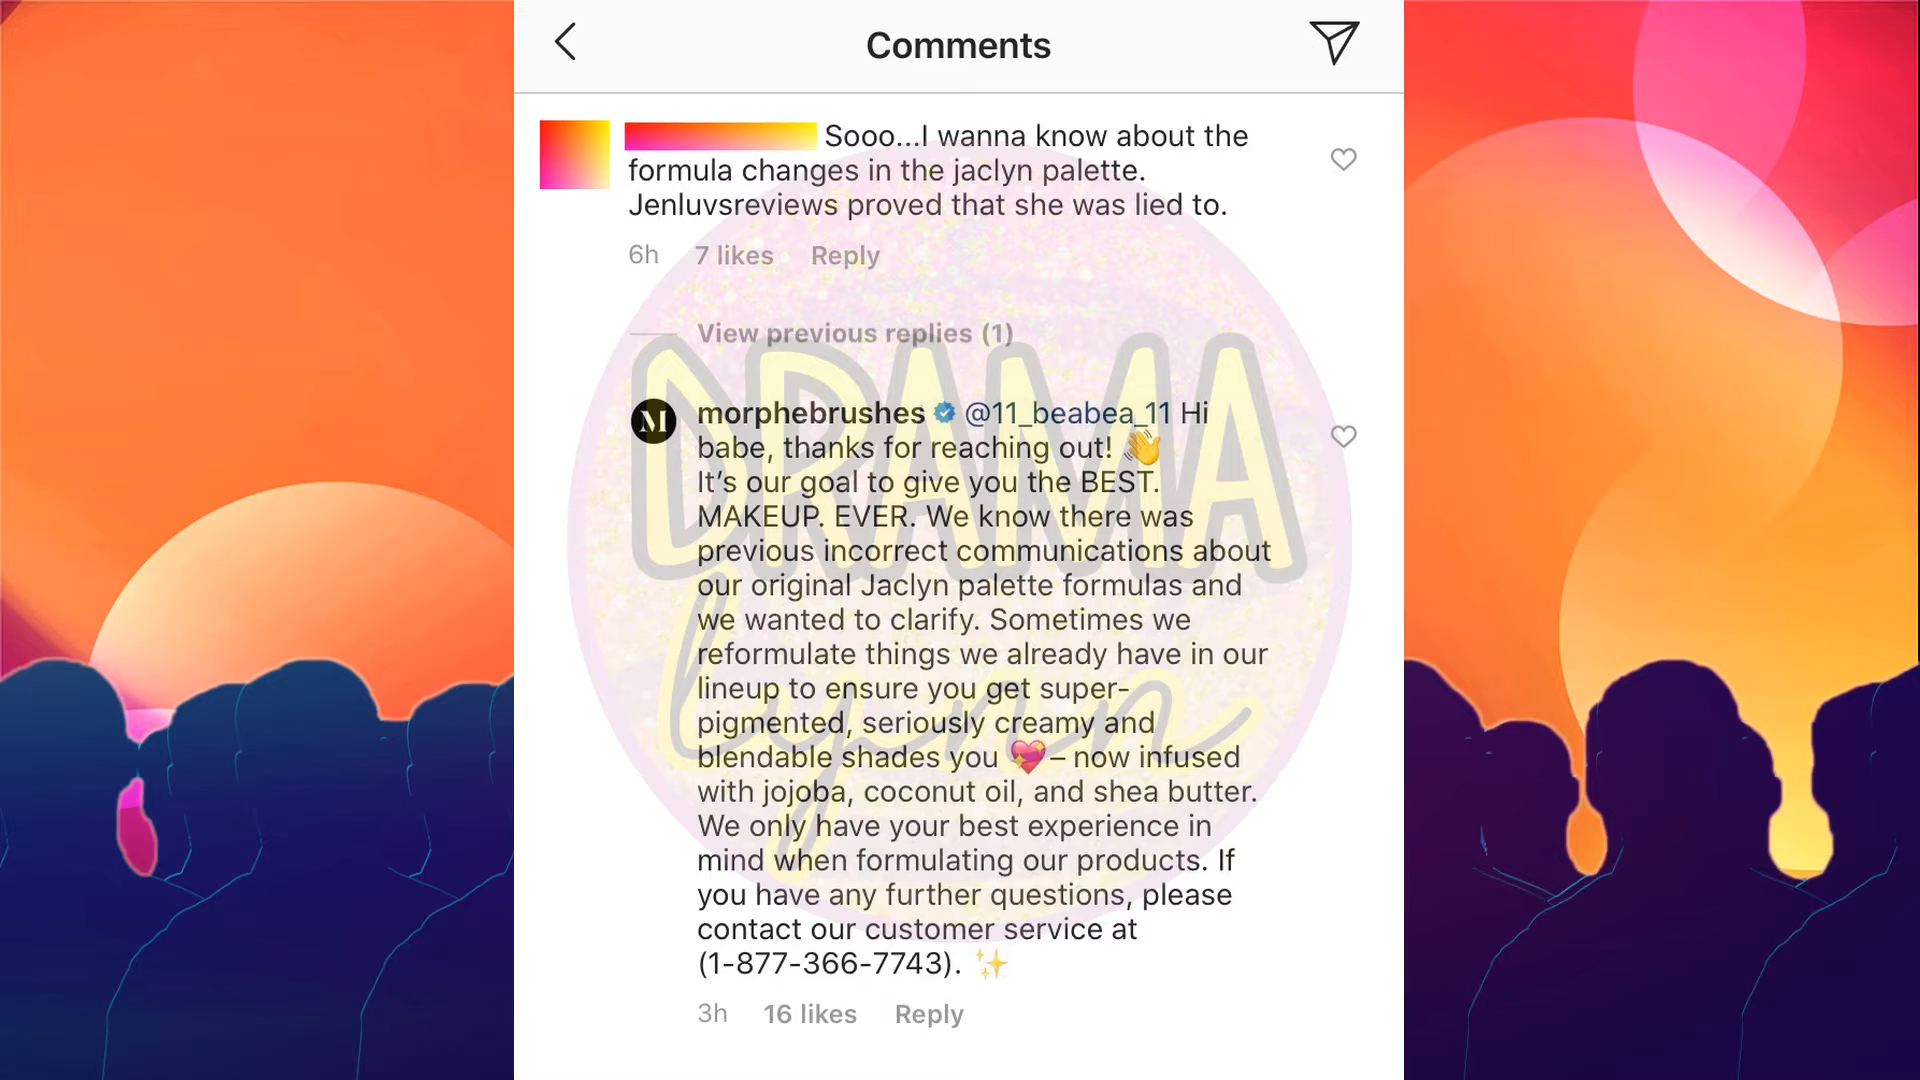 Comments
Sooo...I wanna know about the
formula changes in the jaclyn palette.
Jenluvsreviews proved that she was lied to.
6h 7 likes Reply
View previous replies (1)
M morphebrushes @11_beabea_11 Hi
babe, thanks for reaching out! 👋
It’s our goal to give you the BEST.
MAKEUP. EVER. We know there was
previous incorrect communications about
our original Jaclyn palette formulas and
we wanted to clarify. Sometimes we
reformulate things we already have in our
lineup to ensure you get super-
pigmented, seriously creamy and
blendable shades you 💖 – now infused
with jojoba, coconut oil, and shea butter.
We only have your best experience in
mind when formulating our products. If
you have any further questions, please
contact our customer service at
(1-877-366-7743). ✨
3h 16 likes Reply
DRAMA
lynn